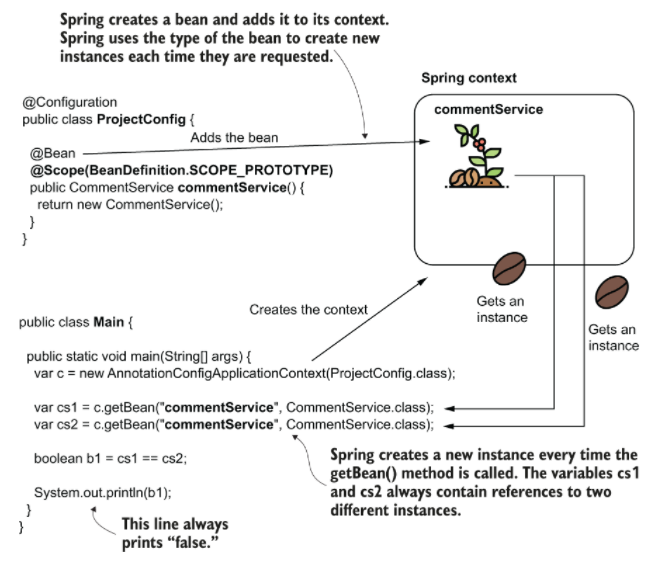 Spring creates a bean and adds it to its context.
Spring uses the type of the bean to create new
instances each time they are requested.
Spring context
@Configuration
public class ProjectConfig {
commentService
Adds the bean
@Bean
@Scope(BeanDefinition.SCOPE_PROTOTYPE)
public CommentService commentService() {
return new CommentService();
}
}
Gets an
instance
Gets an
instance
Creates the context
public class Main {
public static void main(String[] args) {
var c = new AnnotationConfigApplicationContext(ProjectConfig.class);
var cs1 = c.getBean("commentService", CommentService.class);
var cs2 = c.getBean("commentService", CommentService.class);
boolean b1 = cs1 == cs2;
Spring creates a new instance every time the
getBean() method is called. The variables cs1
and cs2 always contain references to two
different instances.
System.out.println(b1);
}
}
This line always
prints “false.”